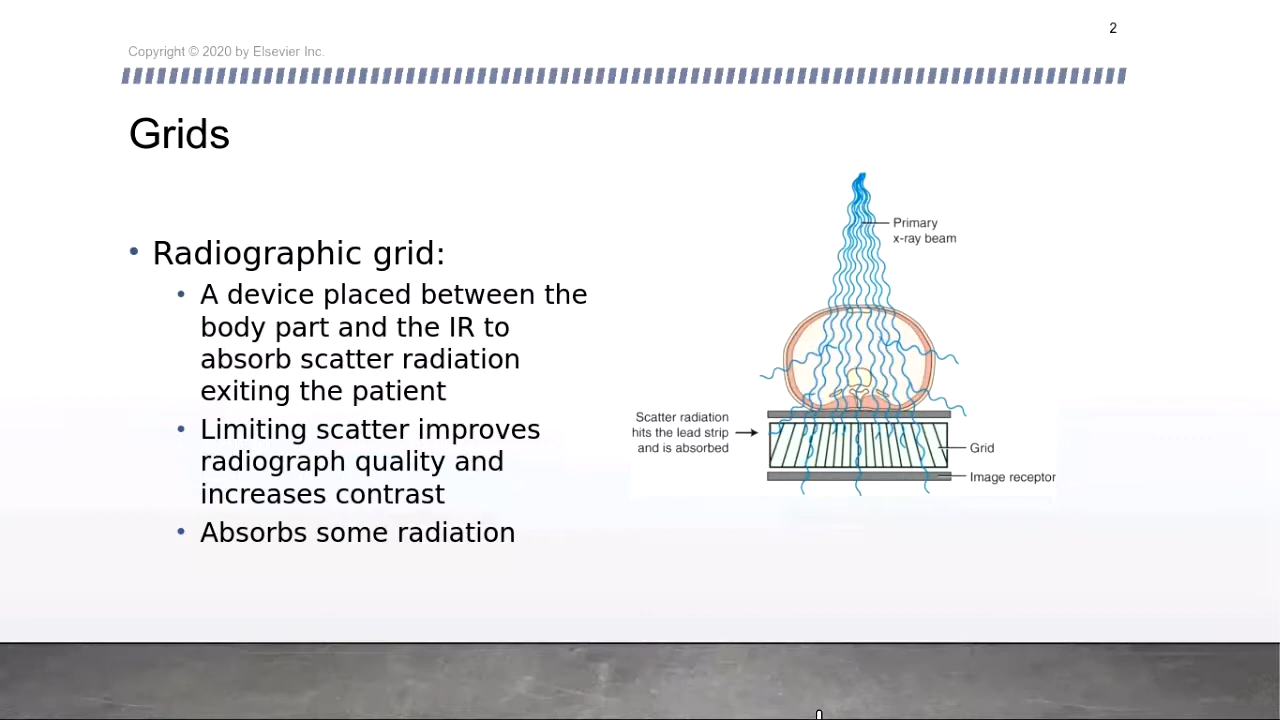 2
Copyright © 2020 by Elsevier Inc.
Grids
• Radiographic grid:
• A device placed between the
body part and the IR to
absorb scatter radiation
exiting the patient
• Limiting scatter improves
radiograph quality and
increases contrast
• Absorbs some radiation
Primary
x-ray beam
Scatter radiation
hits the lead strip
and is absorbed
Grid
Image receptor